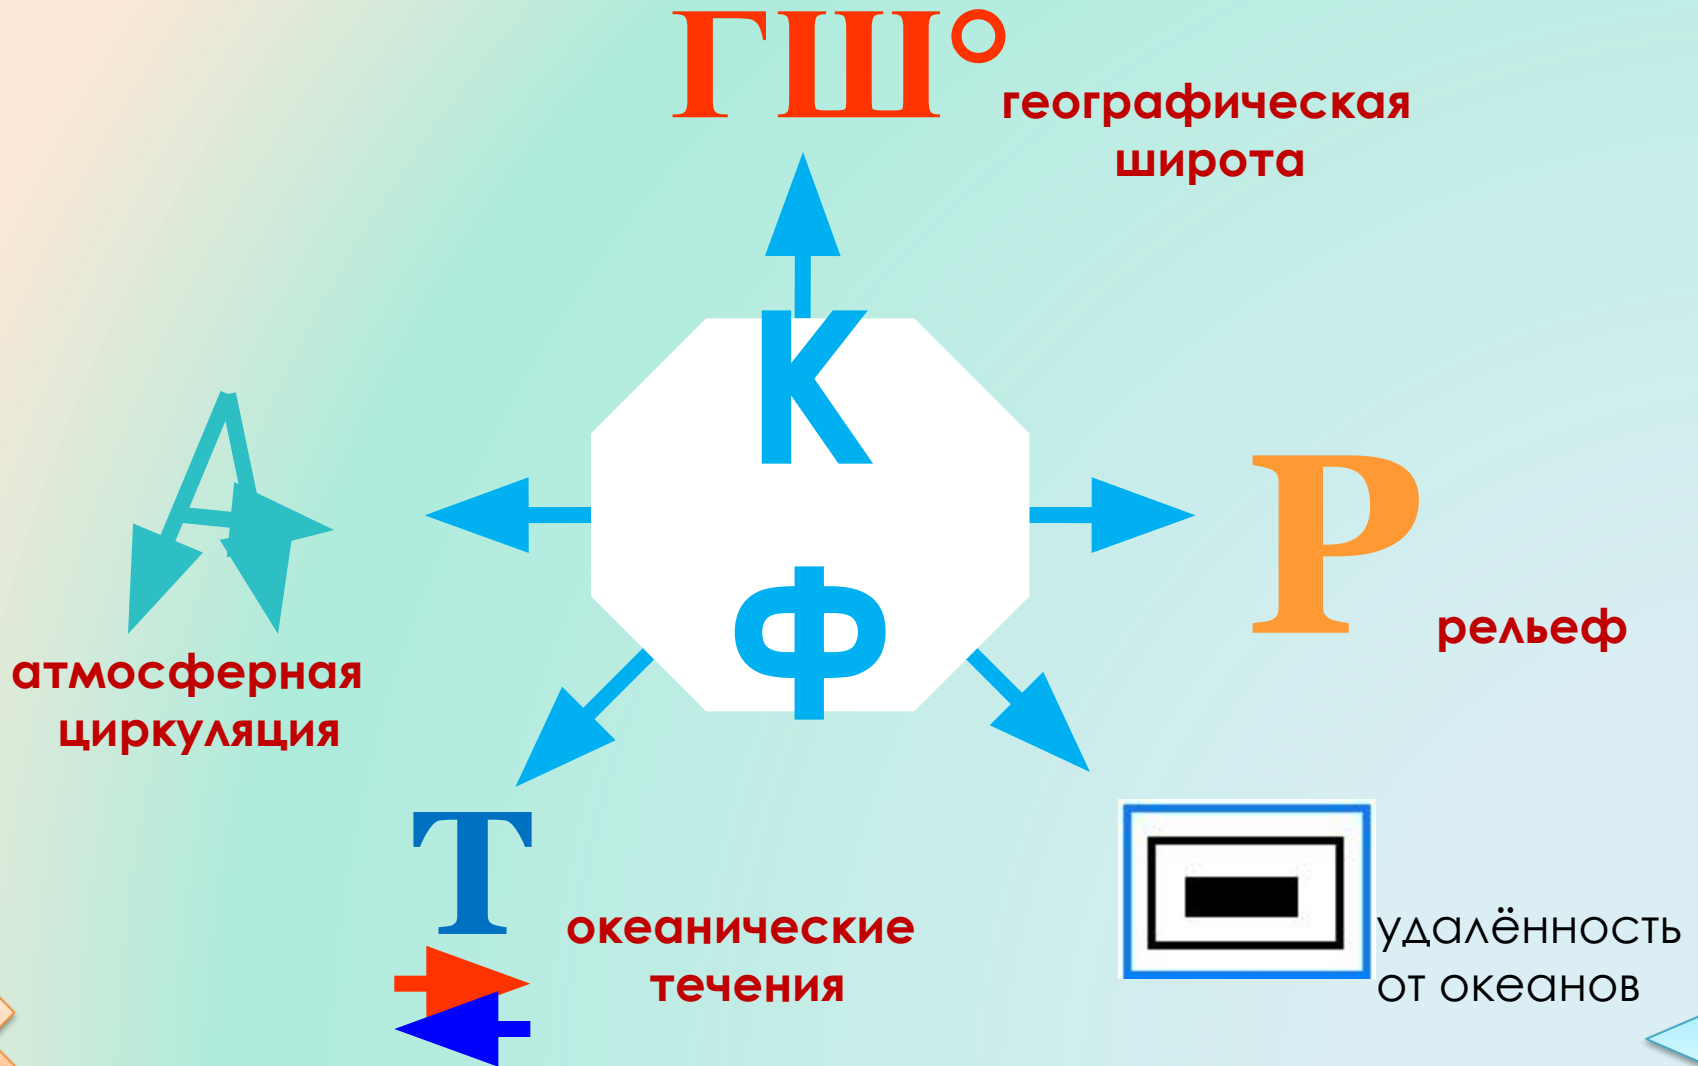 ГШ°
географическая
широта
К
Ф
А
атмосферная
циркуляция
Р
рельеф
Т
океанические
течения
удалённость
от океанов